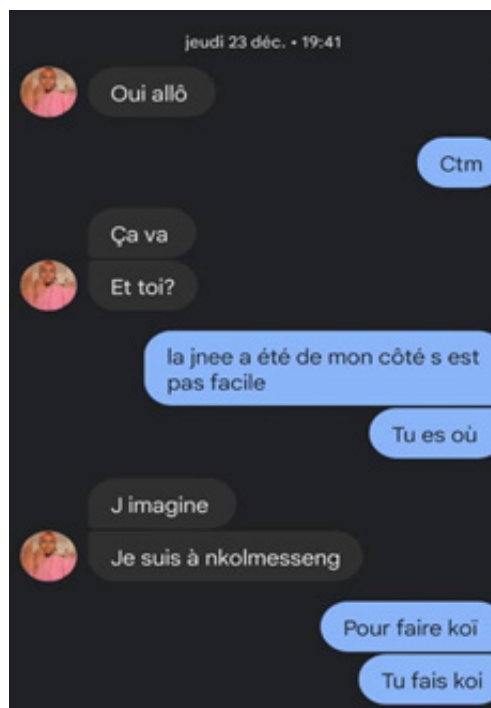 jeudi 23 déc. • 19:41
Oui allô
Ctm
Ça va
Et toi?
la jnee a été de mon côté s est
pas facile
Tu es où
J imagine
Je suis à nkolmesseng
Pour faire koï
Tu fais koi